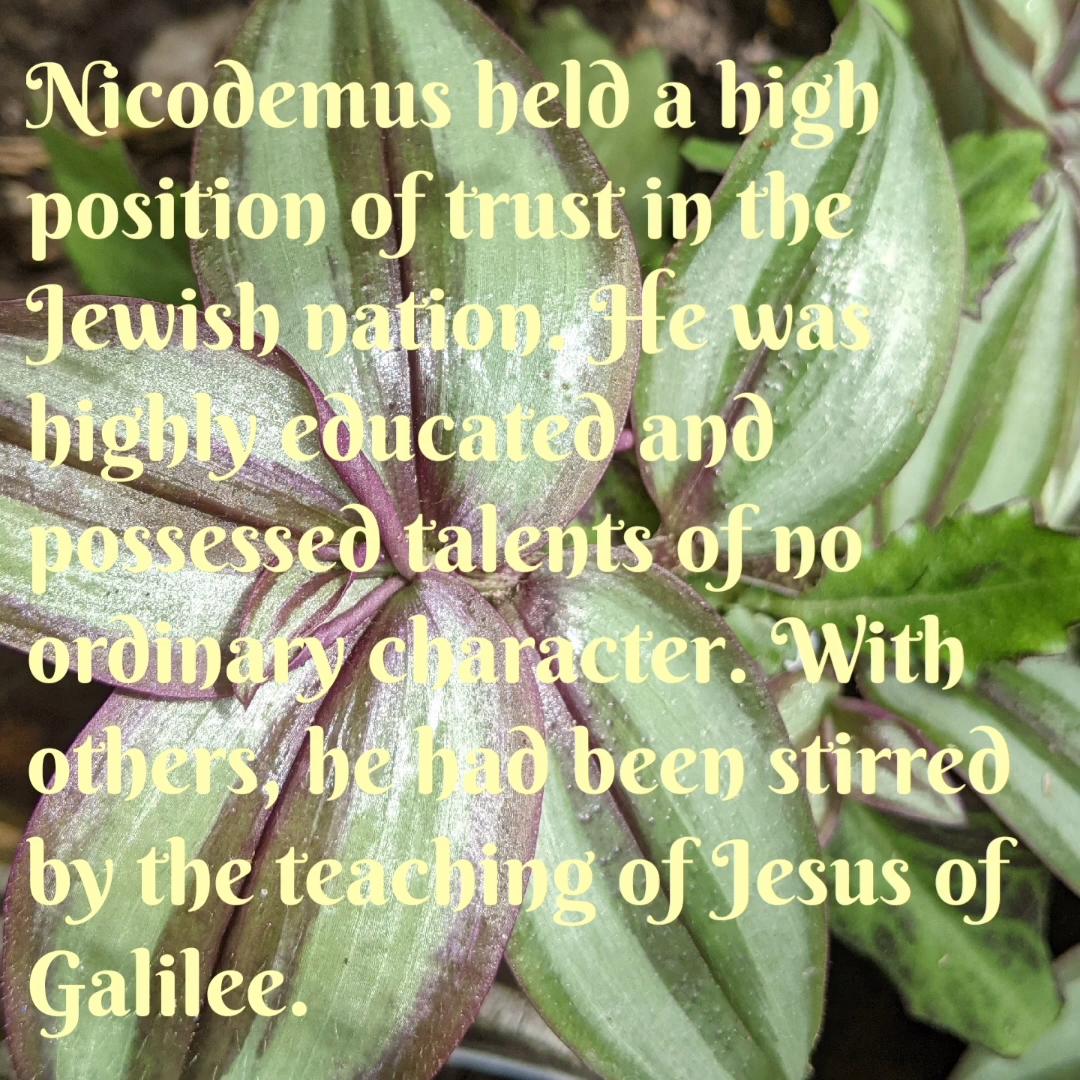 Nicodemus held a high
position of trust in the
Jewish nation. He was
highly educated and
possessed talents of no
ordinary character. With
others, he had been stirred
by the teaching of Jesus of
Galilee.